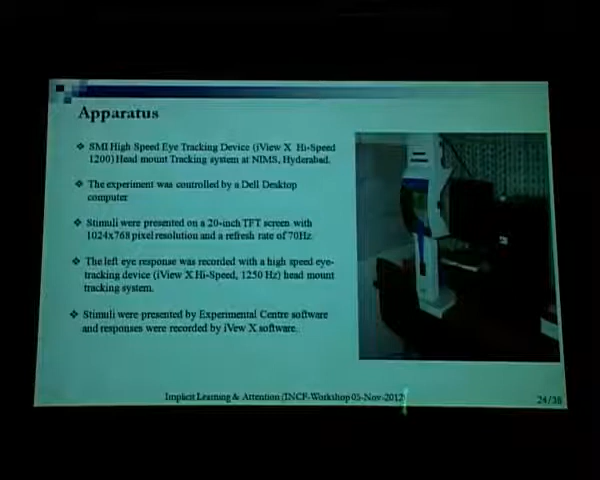 Apparatus
❖ SMI High Speed Eye Tracking Device (iView X Hi-Speed
1200) Head mount Tracking system at NIMS, Hyderabad.
❖ The experiment was controlled by a Dell Desktop
computer
❖ Stimuli were presented on a 20-inch TFT screen with
1024x768 pixel resolution and a refresh rate of 70Hz.
❖ The left eye response was recorded with a high speed eye-
tracking device (iView X Hi-Speed, 1250 Hz) head mount
tracking system.
❖ Stimuli were presented by Experimental Centre software
and responses were recorded by iVew X software.
Implicit Learning & Attention (INCF-Workshop 05-Nov-2012)
24/38